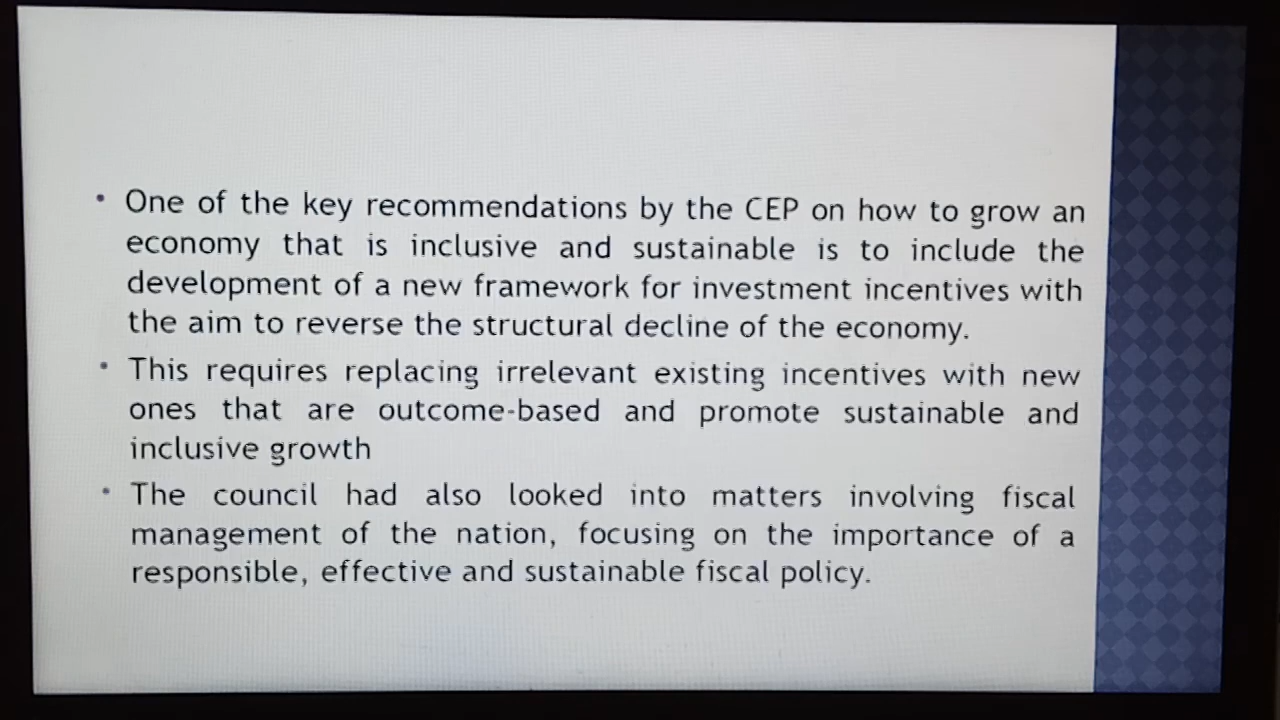 • One of the key recommendations by the CEP on how to grow an
economy that is inclusive and sustainable is to include the
development of a new framework for investment incentives with
the aim to reverse the structural decline of the economy.
• This requires replacing irrelevant existing incentives with new
ones that are outcome-based and promote sustainable and
inclusive growth
• The council had also looked into matters involving fiscal
management of the nation, focusing on the importance of a
responsible, effective and sustainable fiscal policy.